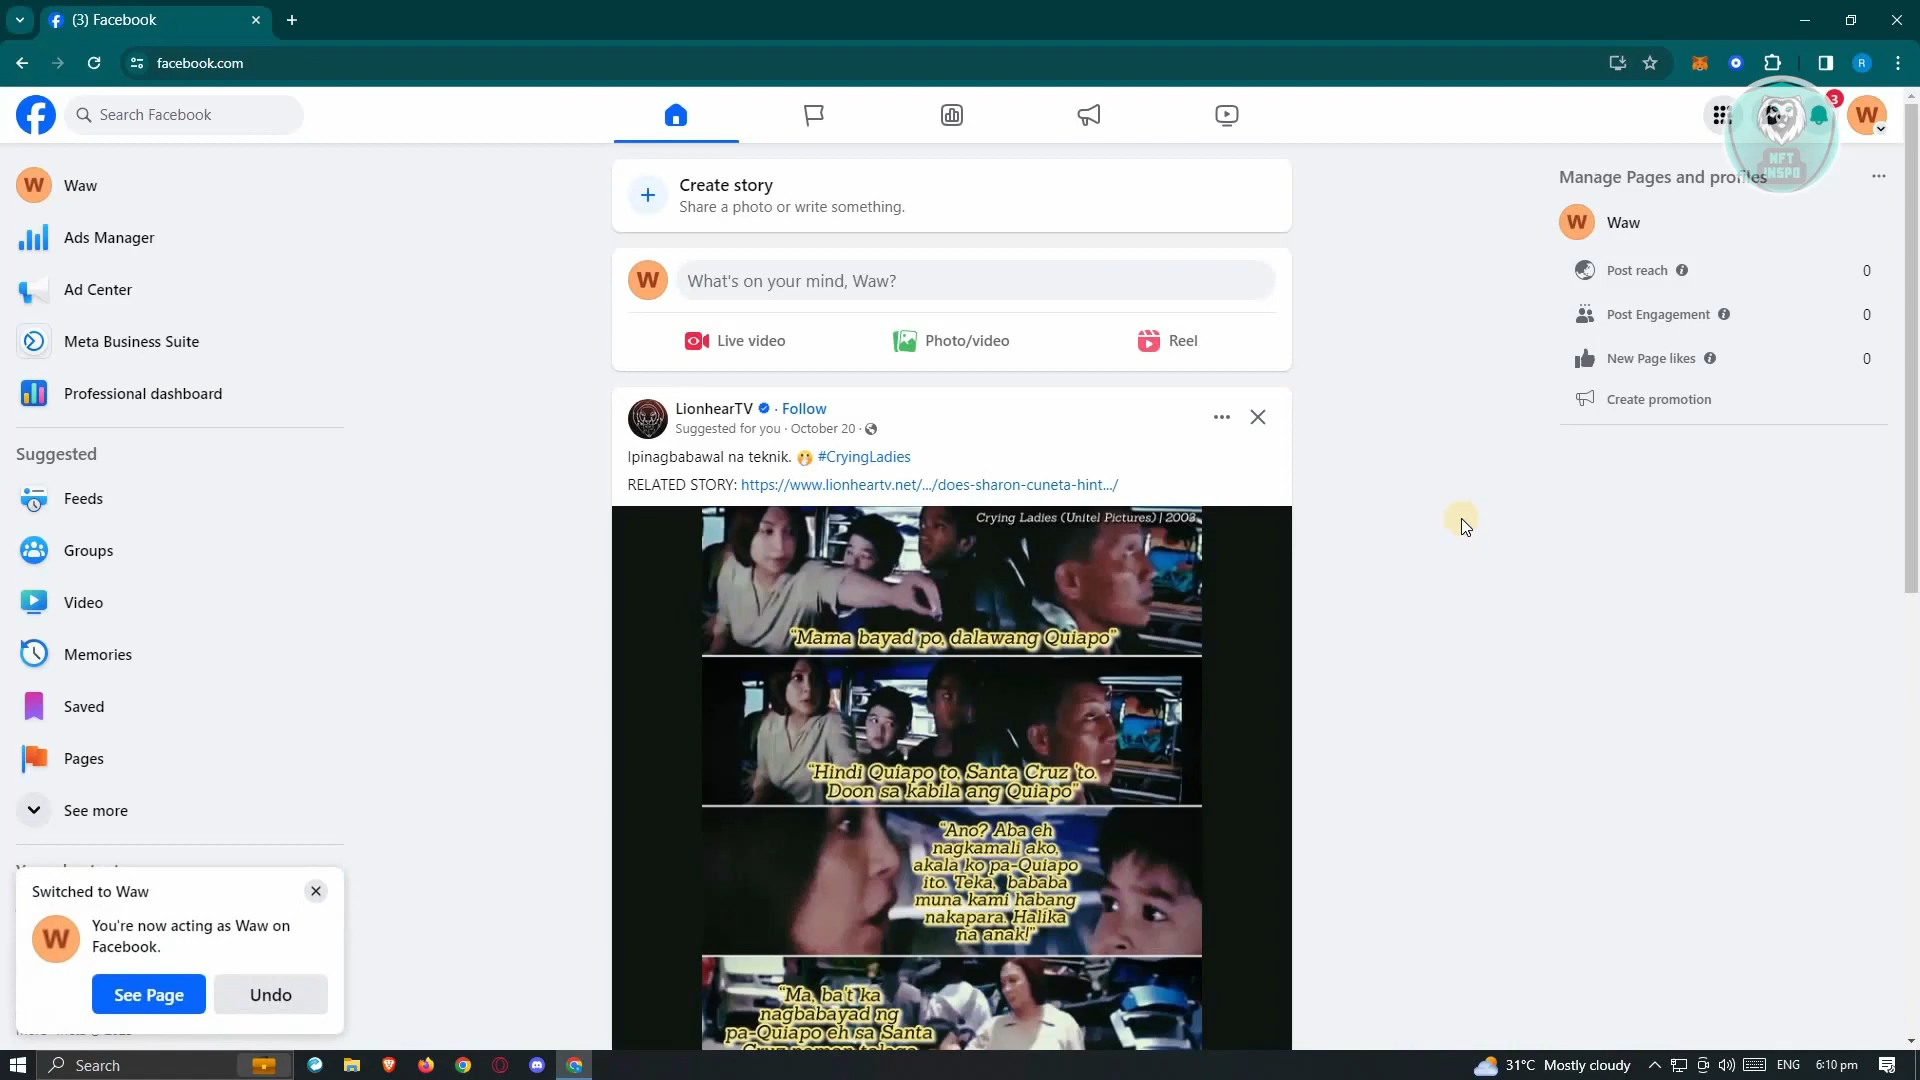 (3) Facebook
facebook.com
R
Search Facebook
3
W
NFT
INSPO
W
Waw
Ads Manager
Ad Center
Meta Business Suite
Professional dashboard
Suggested
Feeds
Groups
Video
Memories
Saved
Pages
See more
Create story
Share a photo or write something.
W
What's on your mind, Waw?
Live video
Photo/video
Reel
LionhearTV · Follow
Suggested for you · October 20 ·
Ipinagbabawal na teknik. #CryingLadies
RELATED STORY: https://www.lionheartv.net/.../does-sharon-cuneta-hint.../
Crying Ladies (Unitel Pictures) | 2003
"Mama bayad po, dalawang Quiapo"
"Hindi Quiapo to, Santa Cruz 'to.
Doon sa kabila ang Quiapo"
"Ano? Aba eh
nagkamali ako,
akala ko pa-Quiapo
ito. Teka, bababa
muna kami habang
nakapara. Halika
na anak!"
"Ma, ba't ka
nagbabayad ng
pa-Quiapo eh sa Santa
Manage Pages and profiles
W
Waw
Post reach 0
Post Engagement 0
New Page likes 0
Create promotion
Switched to Waw
W
You're now acting as Waw on
Facebook.
See Page
Undo
Search
31°C Mostly cloudy
ENG
6:10 pm